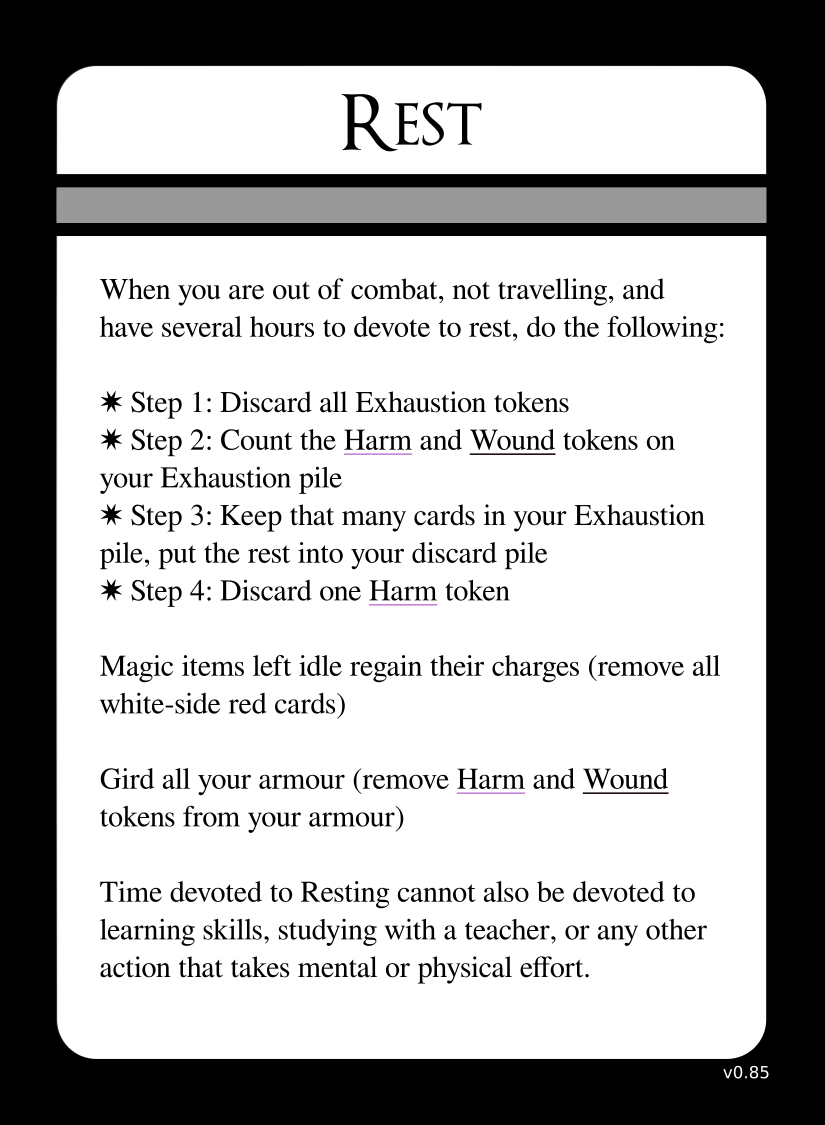 Rest
When you are out of combat, not travelling, and
have several hours to devote to rest, do the following:
✷ Step 1: Discard all Exhaustion tokens
✷ Step 2: Count the Harm and Wound tokens on
your Exhaustion pile
✷ Step 3: Keep that many cards in your Exhaustion
pile, put the rest into your discard pile
✷ Step 4: Discard one Harm token
Magic items left idle regain their charges (remove all
white-side red cards)
Gird all your armour (remove Harm and Wound
tokens from your armour)
Time devoted to Resting cannot also be devoted to
learning skills, studying with a teacher, or any other
action that takes mental or physical effort.
v0.85